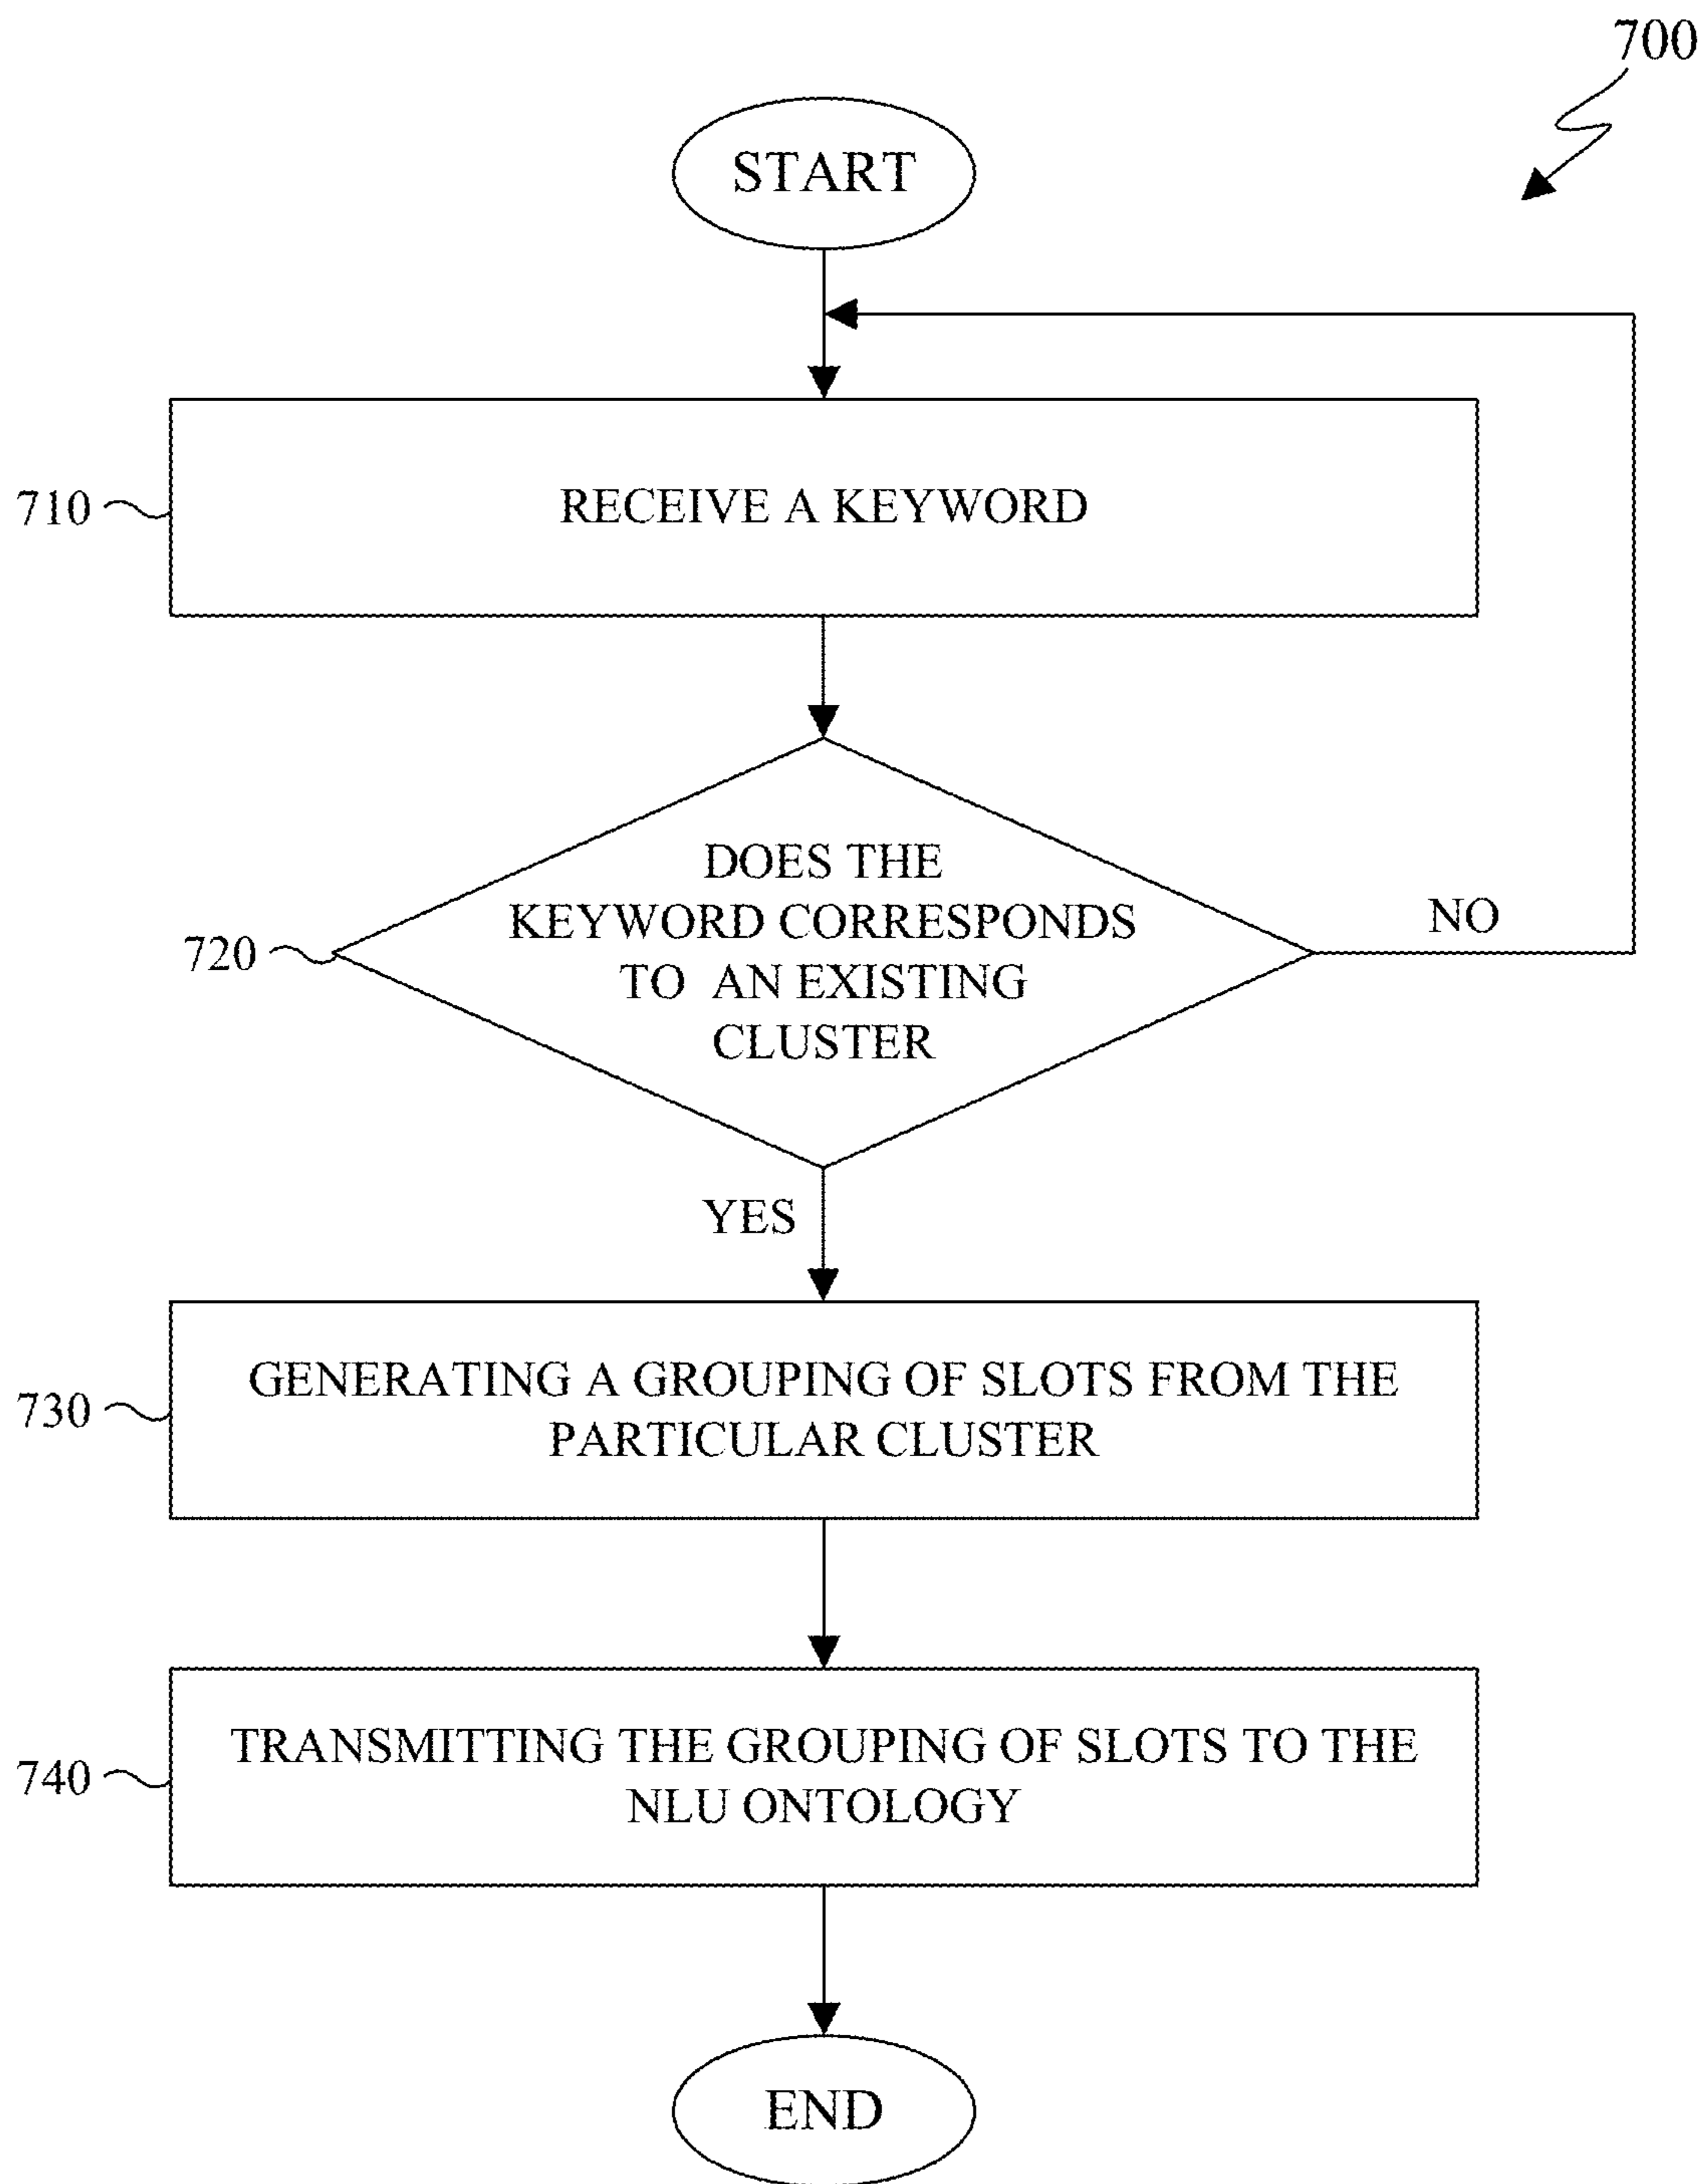 700
START
710
RECEIVE A KEYWORD
DOES THE
KEYWORD CORRESPONDS
TO AN EXISTING
CLUSTER
720
NO
YES
730
GENERATING A GROUPING OF SLOTS FROM THE
PARTICULAR CLUSTER
740
TRANSMITTING THE GROUPING OF SLOTS TO THE
NLU ONTOLOGY
END